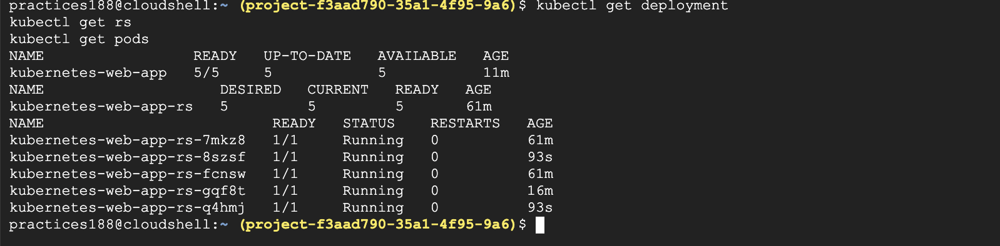 practices188@cloudshell:~ (project-f3aad790-35a1-4f95-9a6)$ kubectl get deployment
kubectl get rs
kubectl get pods
NAME                 READY   UP-TO-DATE   AVAILABLE   AGE
kubernetes-web-app   5/5     5            5           11m
NAME                    DESIRED   CURRENT   READY   AGE
kubernetes-web-app-rs   5         5         5       61m
NAME                          READY   STATUS    RESTARTS   AGE
kubernetes-web-app-rs-7mkz8   1/1     Running   0          61m
kubernetes-web-app-rs-8szsf   1/1     Running   0          93s
kubernetes-web-app-rs-fcnsw   1/1     Running   0          61m
kubernetes-web-app-rs-gqf8t   1/1     Running   0          16m
kubernetes-web-app-rs-q4hmj   1/1     Running   0          93s
practices188@cloudshell:~ (project-f3aad790-35a1-4f95-9a6)$